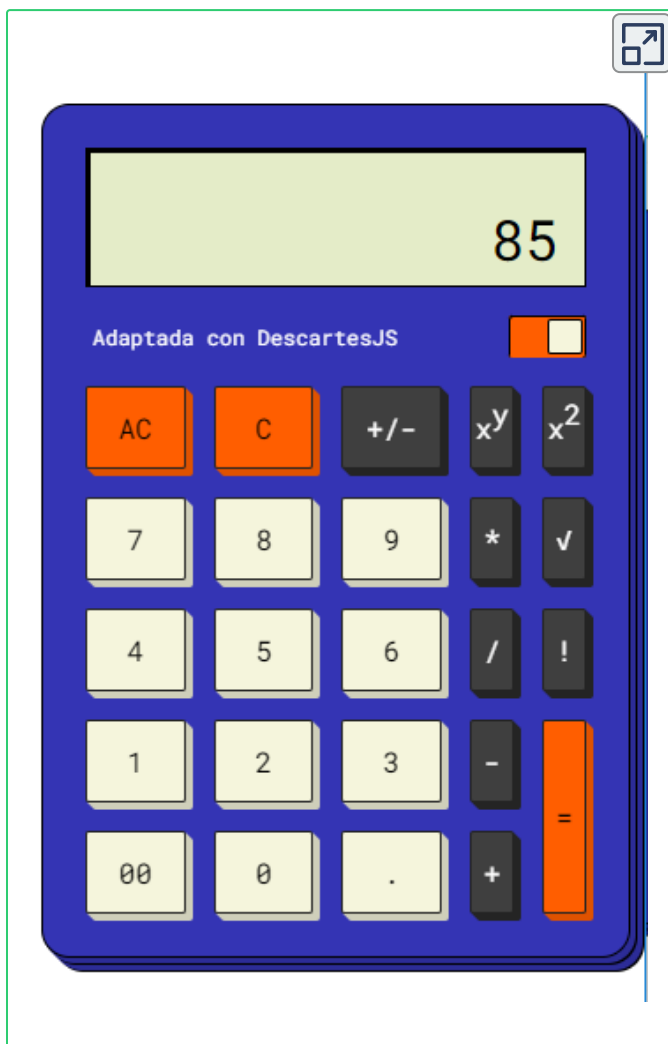 85
Adaptada con DescartesJS
AC C +/- xʸ x²
7 8 9 * √
4 5 6 / !
1 2 3 -
=
00 0 . +